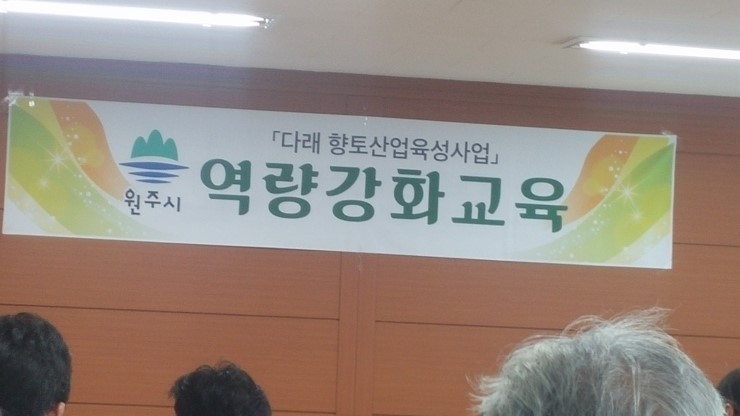 「다래 향토산업육성사업」
원주시
역량강화교육